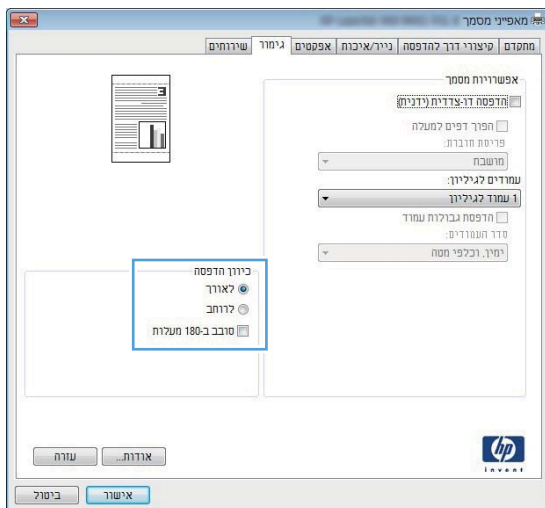 מאפייני מסמך
מתקדם
קיצורי דרך להדפסה
נייר/איכות
אפקטים
גימור
שירותים
אפשרויות מסמך
הדפסה דו-צדדית (ידנית)
הפוך דפים למעלה
פריסת חוברת:
מושבת
עמודים לגיליון:
1 עמוד לגיליון
הדפסת גבולות עמוד
סדר העמודים:
ימין, וכלפי מטה
כיוון הדפסה
לאורך
לרוחב
סובב ב-180 מעלות
hp
invent
אודות...
עזרה
אישור
ביטול